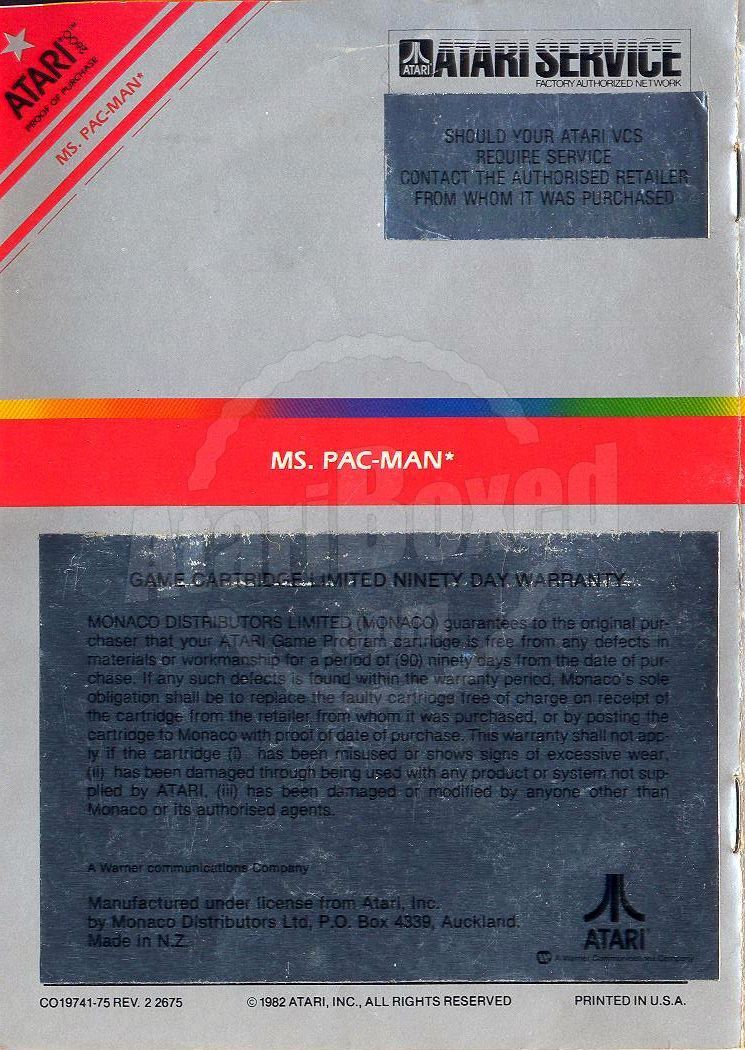 ATARI®
PROOF OF PURCHASE
MS. PAC-MAN*
ATARI ATARI SERVICE
FACTORY AUTHORIZED NETWORK
SHOULD YOUR ATARI VCS
REQUIRE SERVICE
CONTACT THE AUTHORISED RETAILER
FROM WHOM IT WAS PURCHASED
MS. PAC-MAN*
AtariBoxed
GAME CARTRIDGE LIMITED NINETY DAY WARRANTY
MONACO DISTRIBUTORS LIMITED (MONACO) guarantees to the original pur-
chaser that your ATARI Game Program cartridge is free from any defects in
materials or workmanship for a period of (90) ninety days from the date of pur-
chase. If any such defects is found within the warranty period, Monaco's sole
obligation shall be to replace the faulty cartridge free of charge on receipt of
the cartridge from the retailer from whom it was purchased, or by posting the
cartridge to Monaco with proof of date of purchase. This warranty shall not app-
ly if the cartridge (i) has been misused or shows signs of excessive wear,
(ii) has been damaged through being used with any product or system not sup-
plied by ATARI, (iii) has been damaged or modified by anyone other than
Monaco or its authorised agents.
A Warner communications Company
Manufactured under license from Atari, Inc.
by Monaco Distributors Ltd, P.O. Box 4339, Auckland.
Made in N.Z.
ATARI
A Warner Communications Company
CO19741-75 REV. 2 2675
© 1982 ATARI, INC., ALL RIGHTS RESERVED
PRINTED IN U.S.A.